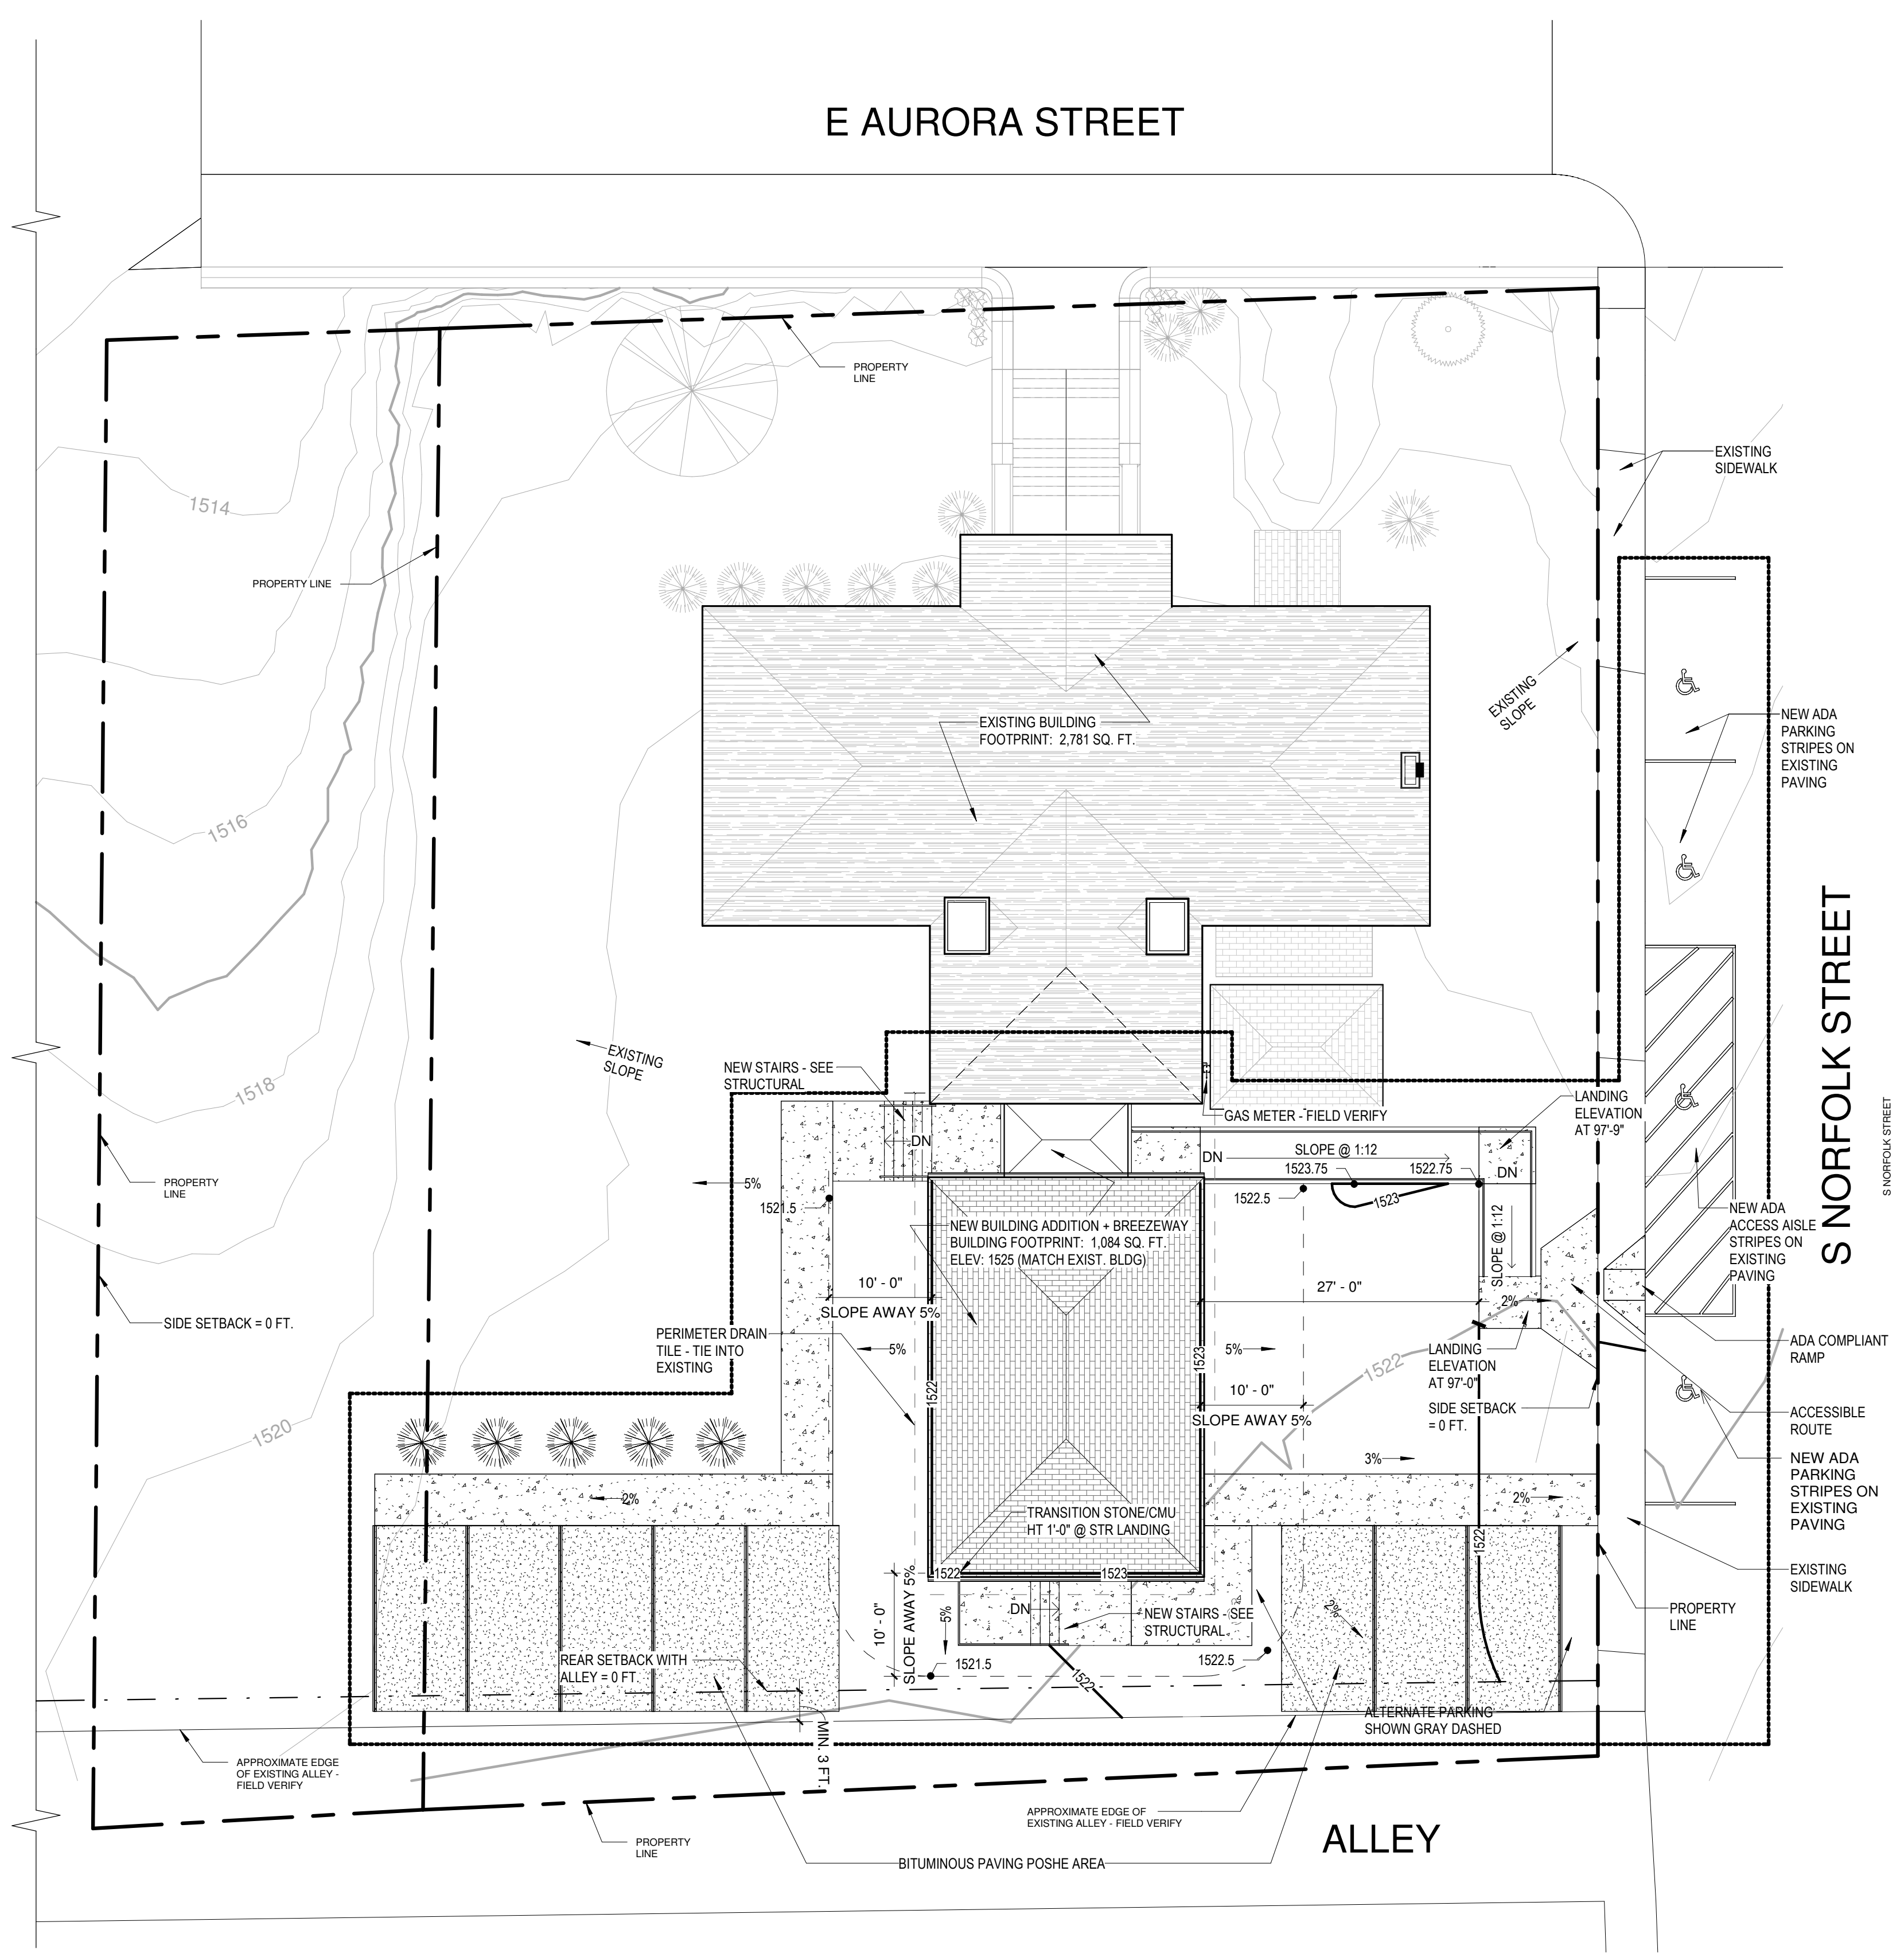 E AURORA STREET
PROPERTY
LINE
EXISTING
SIDEWALK
1514
PROPERTY LINE
EXISTING
SLOPE
EXISTING BUILDING
FOOTPRINT: 2,781 SQ. FT.
NEW ADA
PARKING
STRIPES ON
EXISTING
PAVING
1516
S NORFOLK STREET
S NORFOLK STREET
EXISTING
SLOPE
NEW STAIRS - SEE
STRUCTURAL
1518
GAS METER - FIELD VERIFY
LANDING
ELEVATION
AT 97'-9"
DN
DN
SLOPE @ 1:12
1523.75
1522.75
DN
PROPERTY
LINE
5%
1521.5
1522.5
1523
NEW BUILDING ADDITION + BREEZEWAY
BUILDING FOOTPRINT: 1,084 SQ. FT.
ELEV: 1525 (MATCH EXIST. BLDG)
SLOPE @ 1:12
NEW ADA
ACCESS AISLE
STRIPES ON
EXISTING
PAVING
10' - 0"
SLOPE AWAY 5%
27' - 0"
2%
SIDE SETBACK = 0 FT.
PERIMETER DRAIN
TILE - TIE INTO
EXISTING
5%
1522
1523
5%
10' - 0"
SLOPE AWAY 5%
1522
LANDING
ELEVATION
AT 97'-0"
SIDE SETBACK
= 0 FT.
ADA COMPLIANT
RAMP
ACCESSIBLE
ROUTE
NEW ADA
PARKING
STRIPES ON
EXISTING
PAVING
1520
3%
2%
2%
TRANSITION STONE/CMU
HT 1'-0" @ STR LANDING
1522
1522
1523
EXISTING
SIDEWALK
10' - 0"
SLOPE AWAY 5%
5%
DN
NEW STAIRS - SEE
STRUCTURAL
2%
PROPERTY
LINE
REAR SETBACK WITH
ALLEY = 0 FT.
1521.5
1522
1522.5
ALTERNATE PARKING
SHOWN GRAY DASHED
MIN. 3 FT.
APPROXIMATE EDGE
OF EXISTING ALLEY -
FIELD VERIFY
APPROXIMATE EDGE OF
EXISTING ALLEY - FIELD VERIFY
PROPERTY
LINE
ALLEY
BITUMINOUS PAVING POSHE AREA